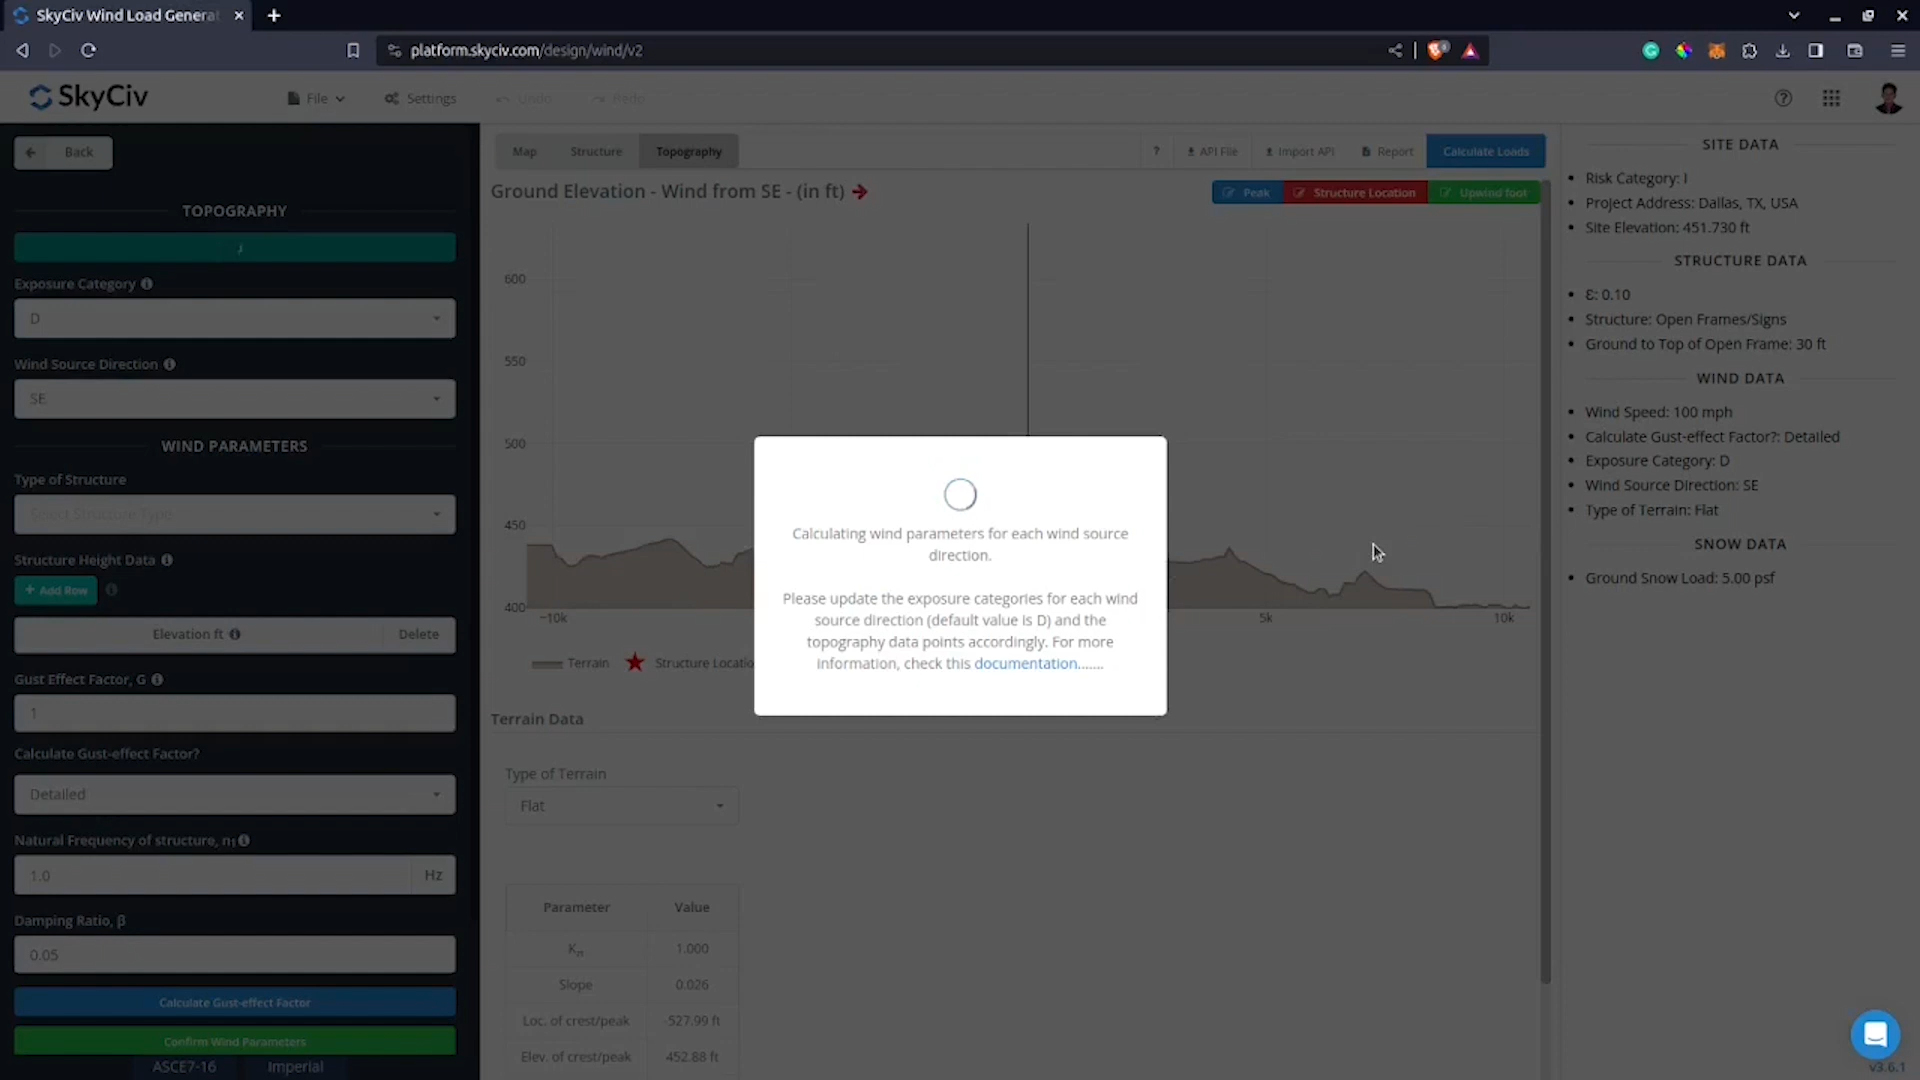 SkyCiv Wind Load Genera
platform.skyciv.com/design/wind/v2
SkyCiv
File
Settings
Undo
Redo
Back
Map
Structure
Topography
?
API File
Import API
Report
Calculate Loads
Ground Elevation - Wind from SE - (in ft)
Peak
Structure Location
Upwind foot
TOPOGRAPHY
Exposure Category
D
Wind Source Direction
SE
WIND PARAMETERS
Type of Structure
Select Structure Type
Structure Height Data
+ Add Row
Elevation ft
Delete
Gust Effect Factor, G
1
Calculate Gust-effect Factor?
Detailed
Natural Frequency of structure, n1
1.0
Hz
Damping Ratio, β
0.05
Calculate Gust-effect Factor
Confirm Wind Parameters
ASCE7-16
Imperial
600
550
500
450
400
−10k
5k
10k
Terrain
Structure Locatio
Calculating wind parameters for each wind source
direction.
Please update the exposure categories for each wind
source direction (default value is D) and the
topography data points accordingly. For more
information, check this documentation.......
Terrain Data
Type of Terrain
Flat
Parameter
Value
Kzt
1.000
Slope
0.026
Loc. of crest/peak
-527.99 ft
Elev. of crest/peak
452.88 ft
SITE DATA
Risk Category: I
Project Address: Dallas, TX, USA
Site Elevation: 451.730 ft
STRUCTURE DATA
Ɛ: 0.10
Structure: Open Frames/Signs
Ground to Top of Open Frame: 30 ft
WIND DATA
Wind Speed: 100 mph
Calculate Gust-effect Factor?: Detailed
Exposure Category: D
Wind Source Direction: SE
Type of Terrain: Flat
SNOW DATA
Ground Snow Load: 5.00 psf
v3.6.1